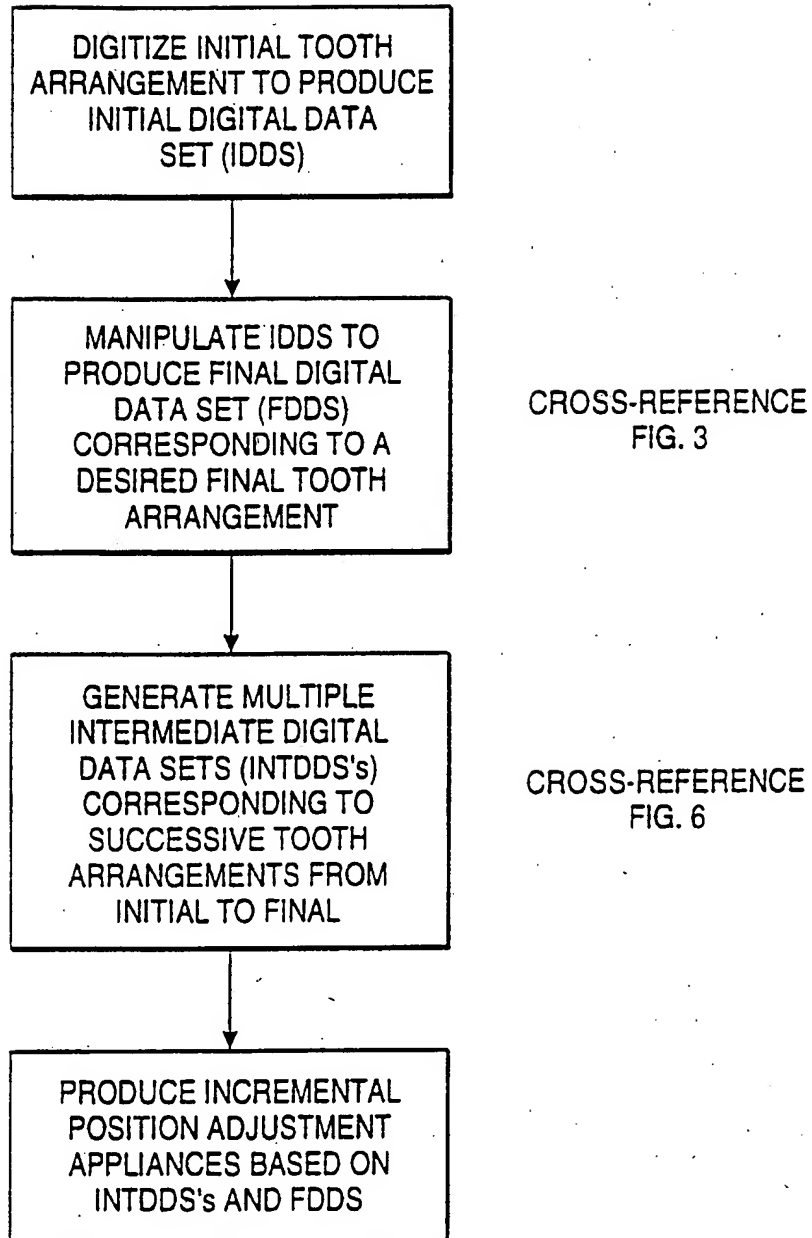 DIGITIZE INITIAL TOOTH
ARRANGEMENT TO PRODUCE
INITIAL DIGITAL DATA
SET (IDDS)
MANIPULATE IDDS TO
PRODUCE FINAL DIGITAL
DATA SET (FDDS)
CORRESPONDING TO A
DESIRED FINAL TOOTH
ARRANGEMENT
CROSS-REFERENCE
FIG. 3
GENERATE MULTIPLE
INTERMEDIATE DIGITAL
DATA SETS (INTDDS's)
CORRESPONDING TO
SUCCESSIVE TOOTH
ARRANGEMENTS FROM
INITIAL TO FINAL
CROSS-REFERENCE
FIG. 6
PRODUCE INCREMENTAL
POSITION ADJUSTMENT
APPLIANCES BASED ON
INTDDS's AND FDDS